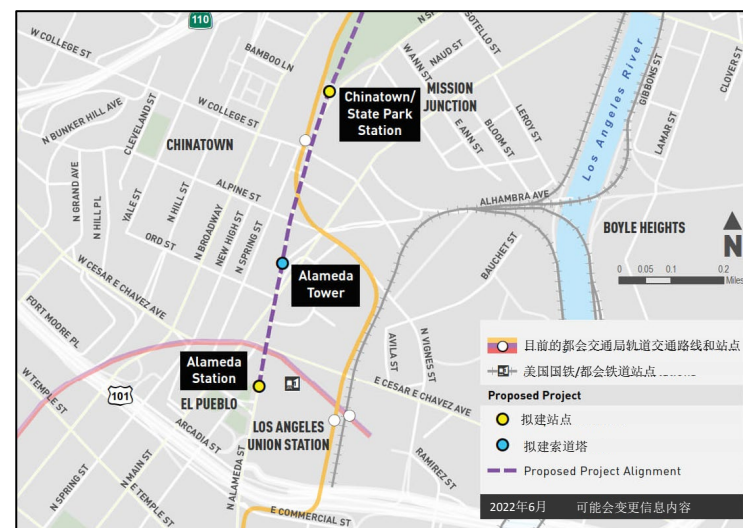 110
W COLLEGE ST
BAMBOO LN
N BUNKER HILL AVE
CLEVELAND ST
W COLLEGE ST
CHINATOWN
Chinatown/
State Park
Station
W ANN ST
NAUD ST
SOTELLO ST
MISSION
JUNCTION
E ANN ST
BLOOM ST
LEROY ST
Los Angeles River
GIBBONS ST
CLOVER ST
LAMAR ST
N GRAND AVE
N HILL PL
YALE ST
N HILL ST
ALPINE ST
N BROADWAY
NEW HIGH ST
N SPRING ST
ORD ST
ALHAMBRA AVE
BOYLE HEIGHTS
N
0 0.05 0.1 0.2
Miles
BAUCHET ST
Alameda
Tower
W CESAR E CHAVEZ AVE
FORT MOORE PL
Alameda
Station
AVILA ST
N VIGNES ST
E CESAR E CHAVEZ AVE
101
W TEMPLE ST
EL PUEBLO
ARCADIA ST
LOS ANGELES
UNION STATION
RAMIREZ ST
N SPRING ST
N MAIN ST
E TEMPLE ST
N ALAMEDA ST
E COMMERCIAL ST
目前的都会交通局轨道交通路线和站点
美国国铁/都会铁道站点
Proposed Project
拟建站点
拟建索道塔
Proposed Project Alignment
2022年6月 可能会变更信息内容